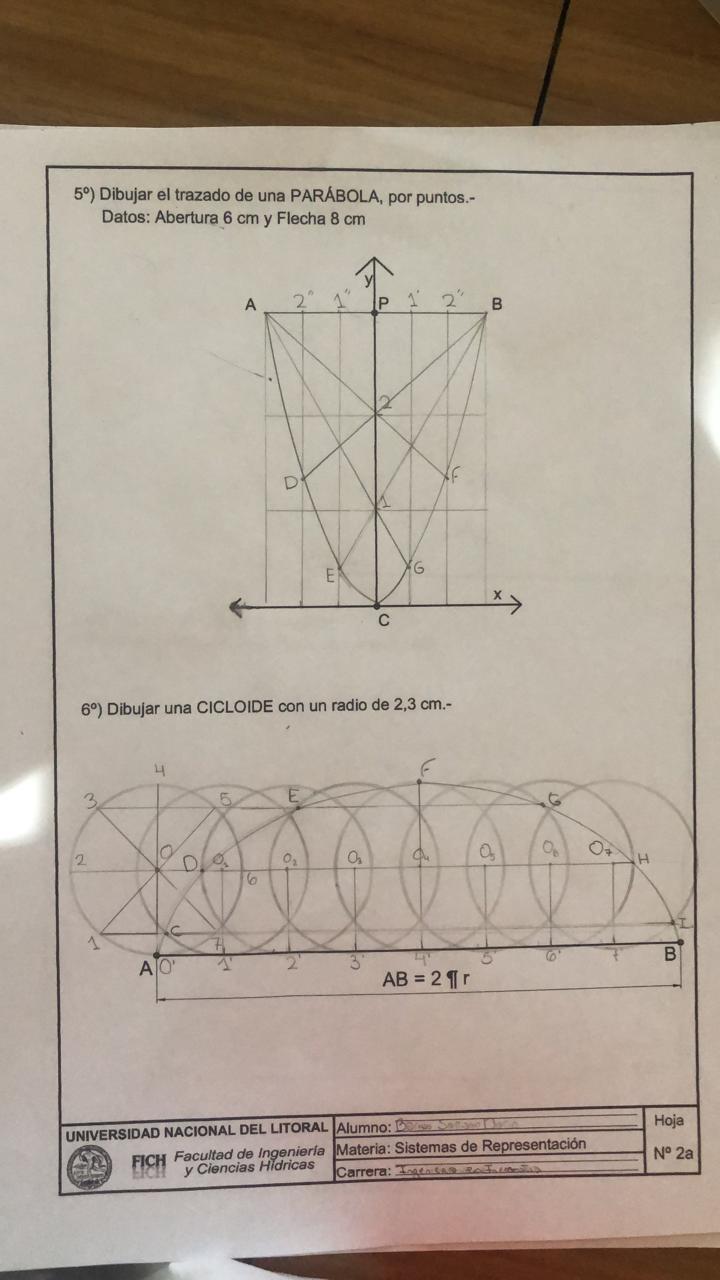 5º) Dibujar el trazado de una PARÁBOLA, por puntos.-
Datos: Abertura 6 cm y Flecha 8 cm
y
A 2" 1" P 1' 2" B
2
D F
1
E G
x
C
6º) Dibujar una CICLOIDE con un radio de 2,3 cm.-
4 F
3 5 E G
2 O D O₁ 6 O₂ O₃ O₄ O₅ O₆ O₇ H
1 C 7 I
A O' 1' 2' 3' 4' 5' 6' 7' B
AB = 2 ¶ r
UNIVERSIDAD NACIONAL DEL LITORAL
FICH Facultad de Ingeniería
y Ciencias Hídricas
Alumno:
Materia: Sistemas de Representación
Carrera:
Hoja
Nº 2a